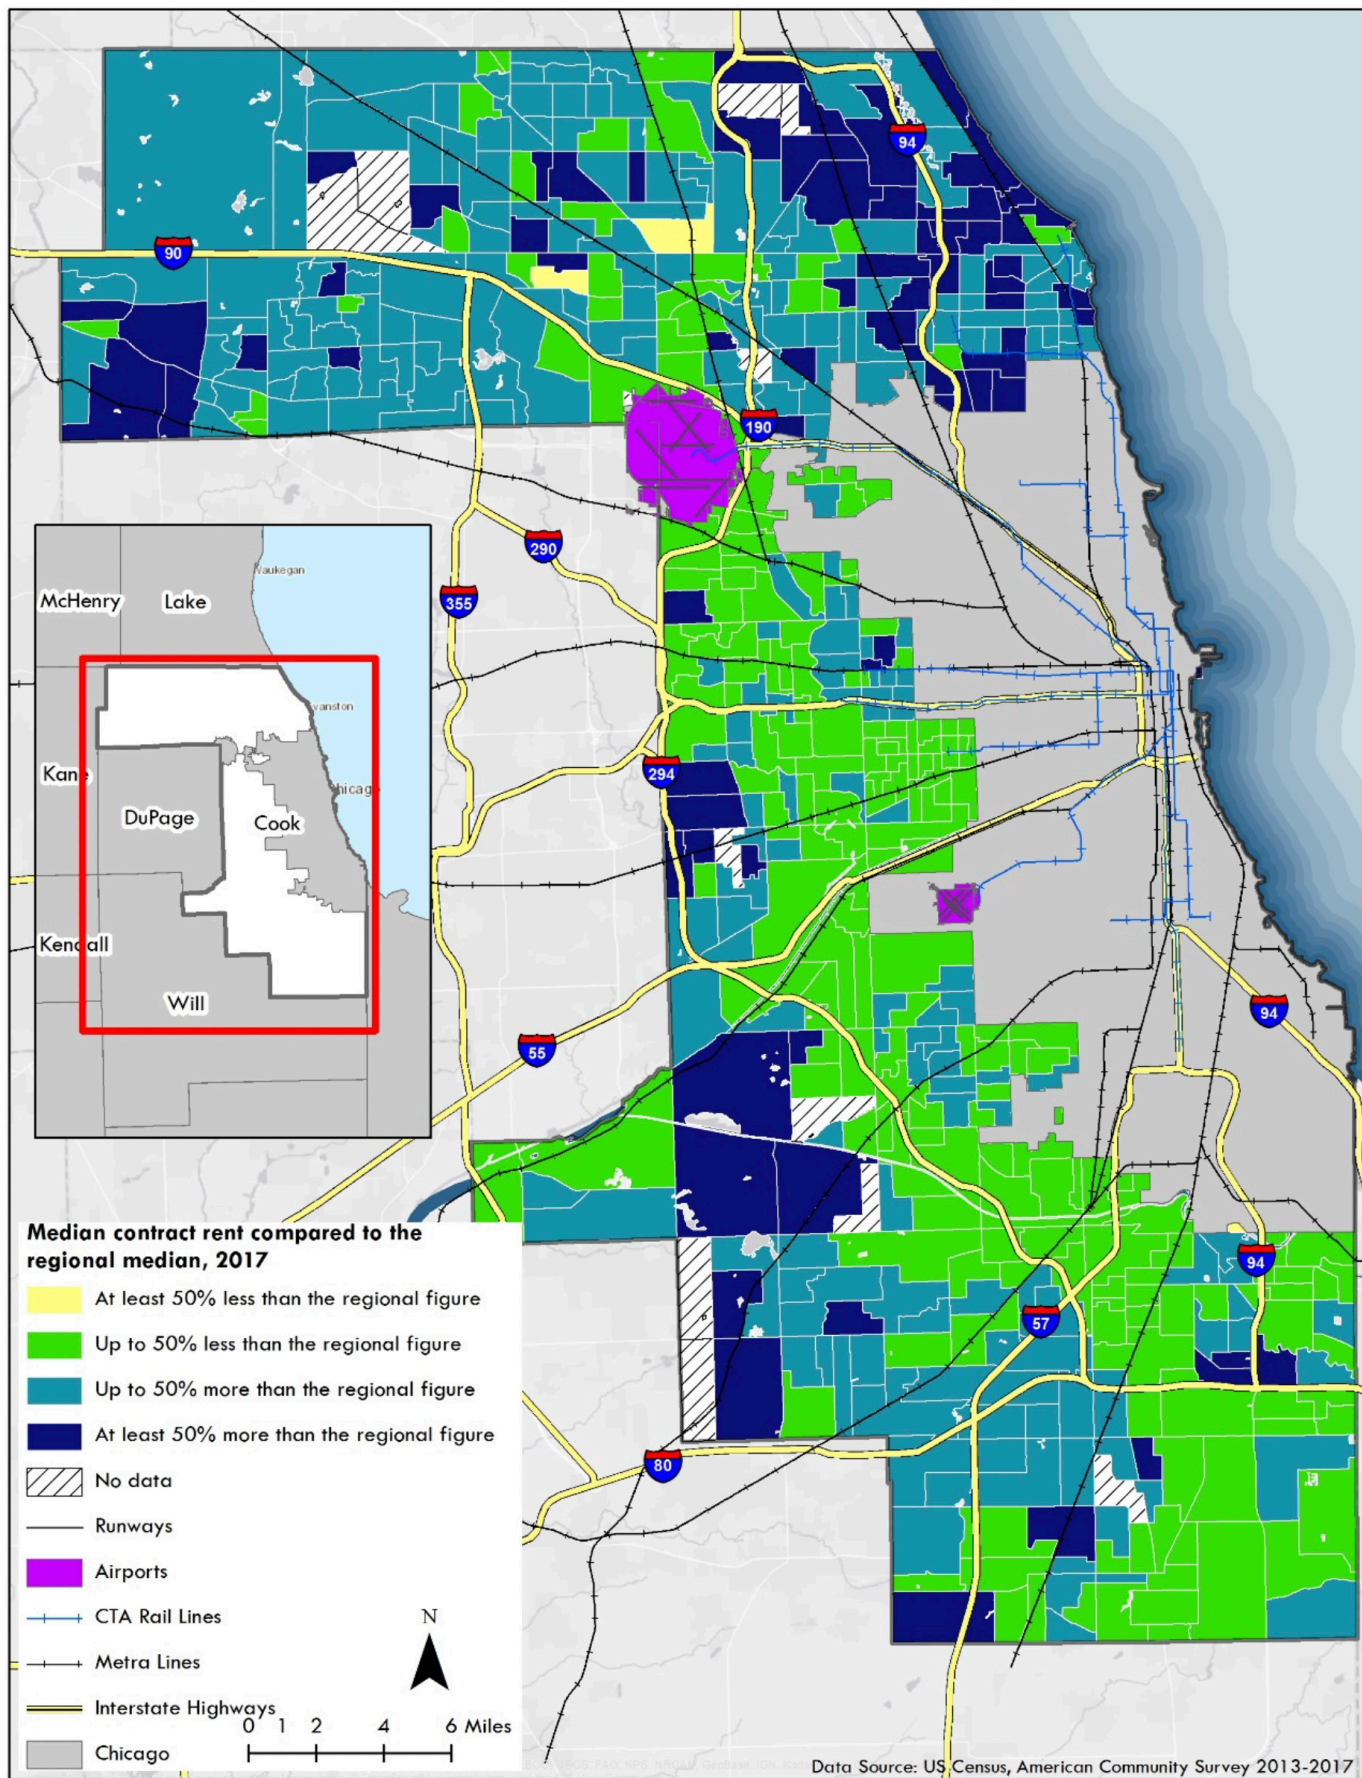 94
90
190
290
355
294
55
94
94
57
80
Waukegan
McHenry
Lake
vanston
Kane
hicago
DuPage
Cook
Kendall
Will
Median contract rent compared to the
regional median, 2017
At least 50% less than the regional figure
Up to 50% less than the regional figure
Up to 50% more than the regional figure
At least 50% more than the regional figure
No data
Runways
Airports
CTA Rail Lines
Metra Lines
Interstate Highways
Chicago
N
0 1 2 4 6 Miles
Data Source: US Census, American Community Survey 2013-2017